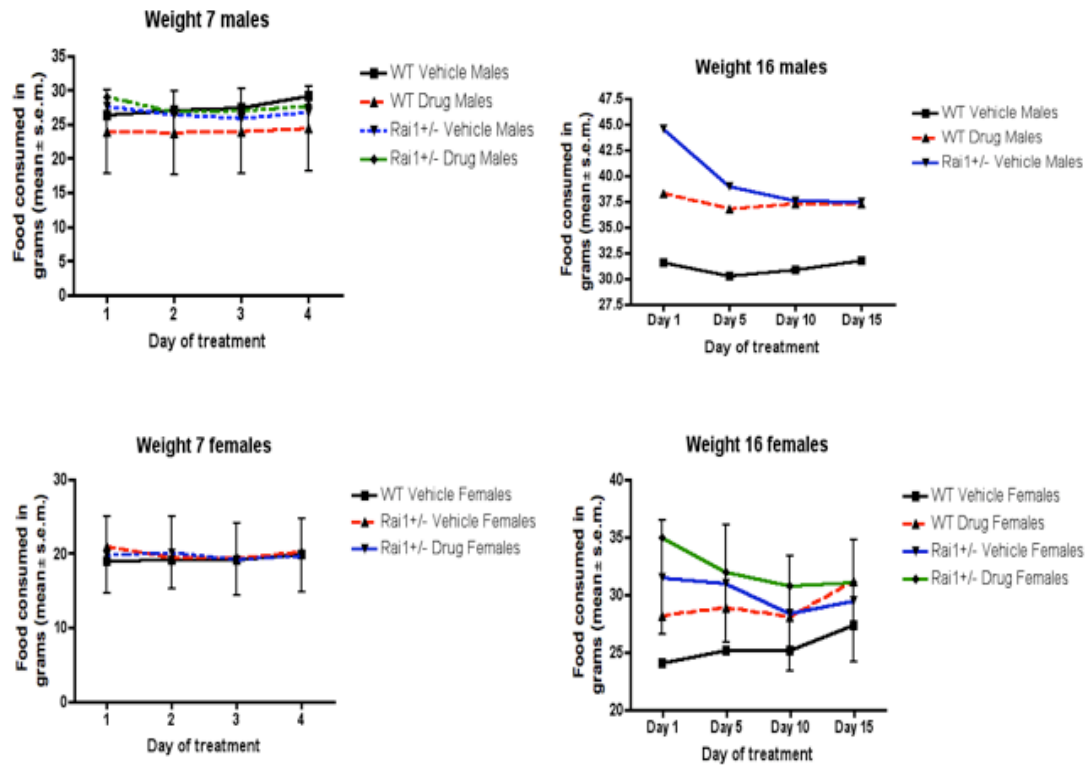 Weight 7 males
Food consumed in
grams (mean± s.e.m.)
35
30
25
20
15
10
5
0
1
2
3
4
Day of treatment
WT Vehicle Males
WT Drug Males
Rai1+/- Vehicle Males
Rai1+/- Drug Males
Weight 16 males
Food consumed in
grams (mean± s.e.m.)
47.5
45.0
42.5
40.0
37.5
35.0
32.5
30.0
27.5
Day 1
Day 5
Day 10
Day 15
Day of treatment
WT Vehicle Males
WT Drug Males
Rai1+/- Vehicle Males
Weight 7 females
Food consumed in
grams (mean± s.e.m.)
30
20
10
0
1
2
3
4
Day of treatment
WT Vehicle Females
Rai1+/- Vehicle Females
Rai1+/- Drug Females
Weight 16 females
Food consumed in
grams (mean± s.e.m.)
40
35
30
25
20
Day 1
Day 5
Day 10
Day 15
Day of treatment
WT Vehicle Females
WT Drug Females
Rai1+/- Vehicle Females
Rai1+/- Drug Females